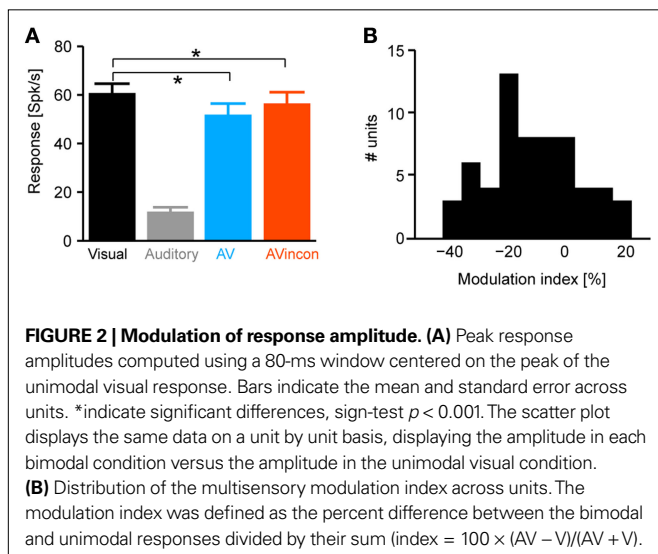 A
B
Response [Spk/s]
80
60
40
20
0
*
*
Visual Auditory AV AVincon
# units
15
10
5
0
−40 −20 0 20
Modulation index [%]
FIGURE 2 | Modulation of response amplitude. (A) Peak response
amplitudes computed using a 80-ms window centered on the peak of the
unimodal visual response. Bars indicate the mean and standard error across
units. *indicate significant differences, sign-test p < 0.001. The scatter plot
displays the same data on a unit by unit basis, displaying the amplitude in each
bimodal condition versus the amplitude in the unimodal visual condition.
(B) Distribution of the multisensory modulation index across units. The
modulation index was defined as the percent difference between the bimodal
and unimodal responses divided by their sum (index = 100 × (AV − V)/(AV + V).